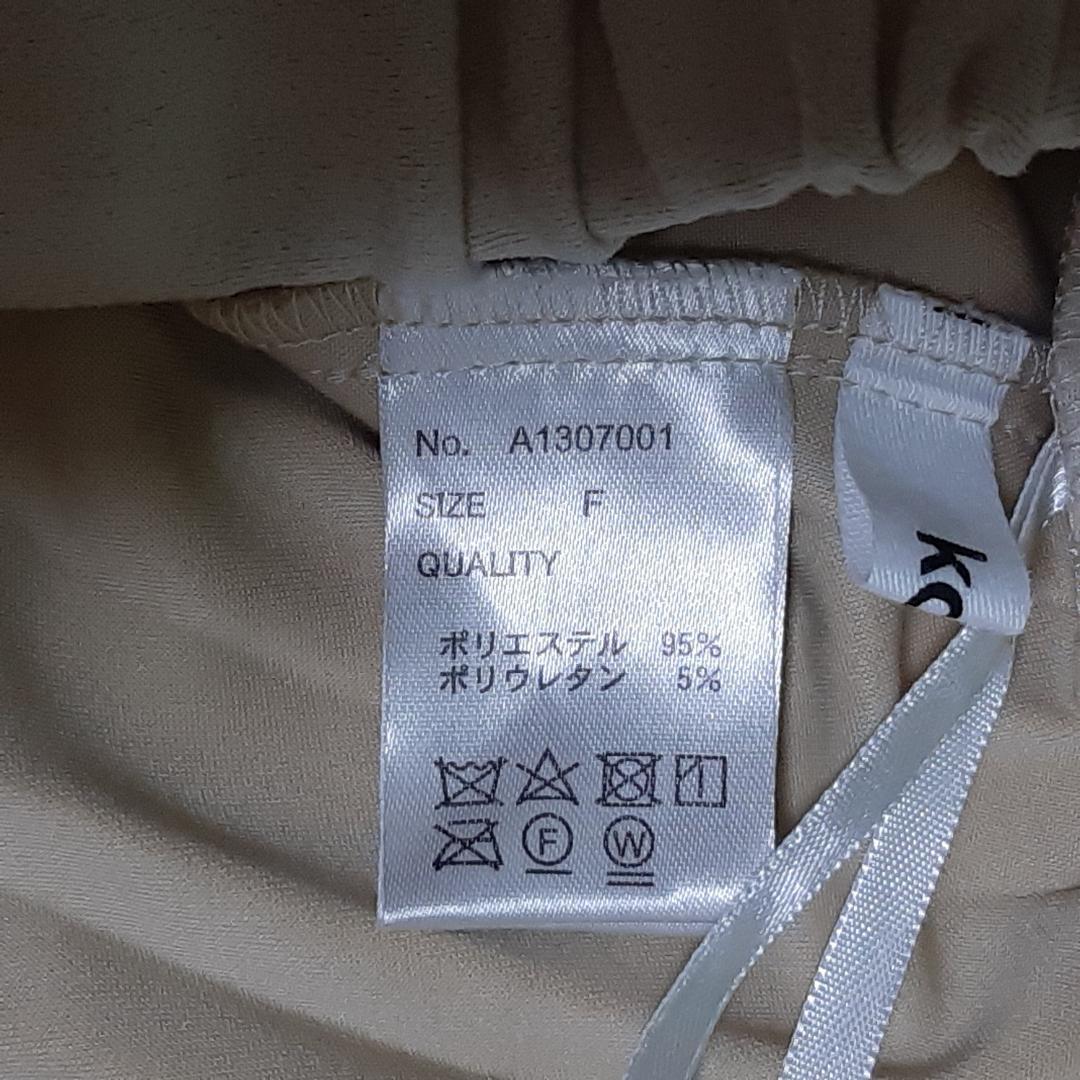 No. A1307001
SIZE F
QUALITY
ポリエステル 95%
ポリウレタン 5%
F W